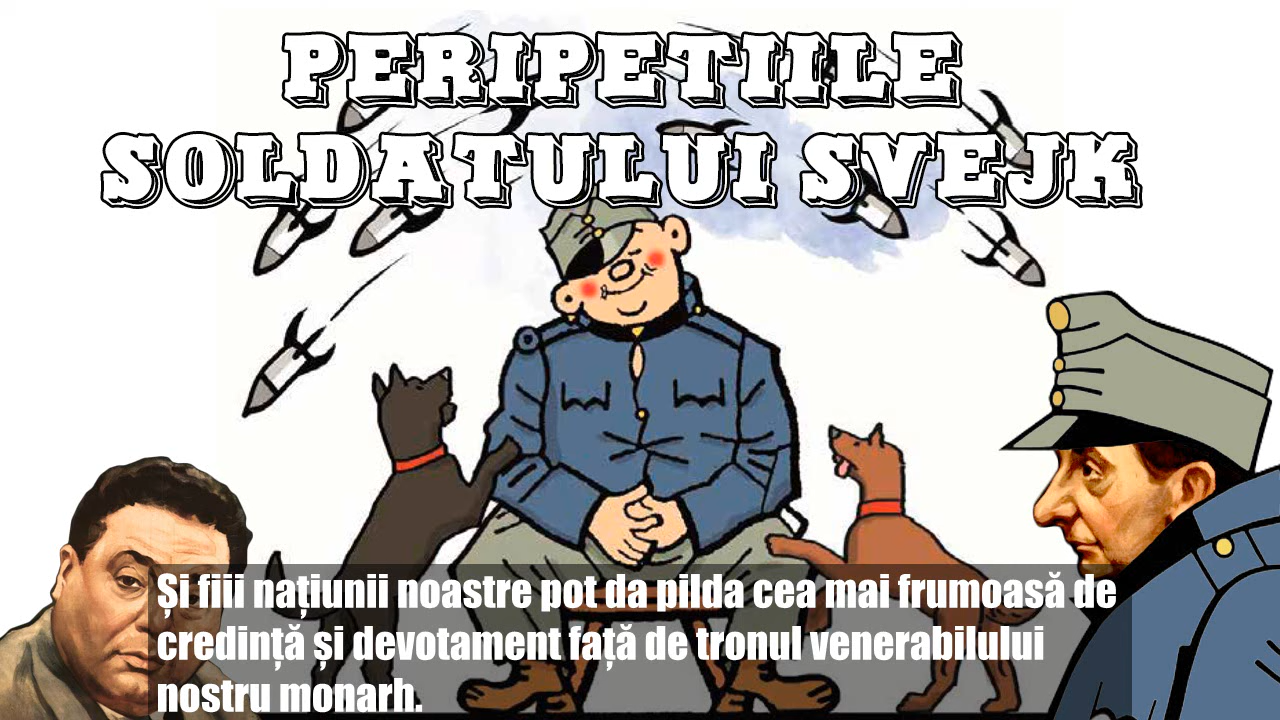 PERIPETIILE
SOLDATULUI SVEJK
Și fiii națiunii noastre pot da pilda cea mai frumoasă de
credință și devotament față de tronul venerabilului
nostru monarh.